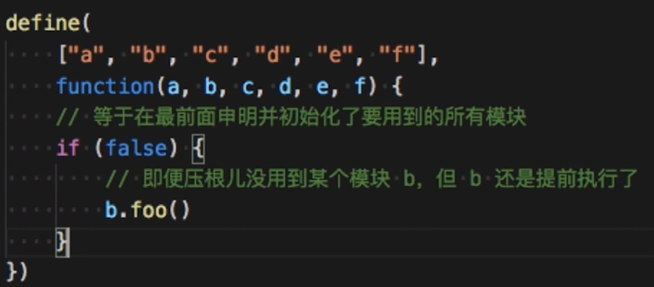 define(
    ["a", "b", "c", "d", "e", "f"],
    function(a, b, c, d, e, f) {
    // 等于在最前面申明并初始化了要用到的所有模块
    if (false) {
        // 即便压根儿没用到某个模块 b，但 b 还是提前执行了
        b.foo()
    }
})